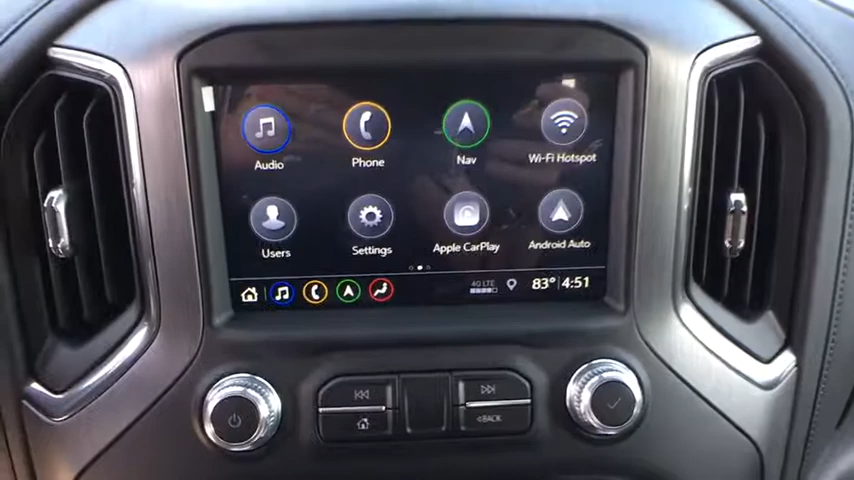 Audio
Phone
Nav
Wi-Fi Hotspot
Users
Settings
Apple CarPlay
Android Auto
4G LTE
83° 4:51
BACK